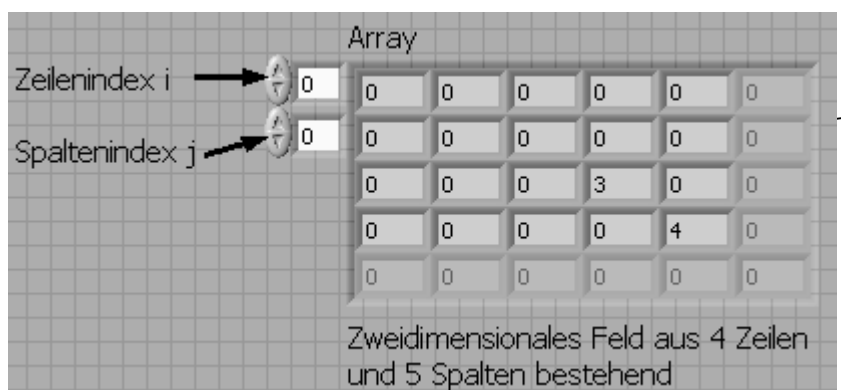 Array
Zeilenindex i 0
0 0 0 0 0 0
Spaltenindex j 0
0 0 0 0 0 0
0 0 0 3 0 0
0 0 0 0 4 0
0 0 0 0 0 0
Zweidimensionales Feld aus 4 Zeilen
und 5 Spalten bestehend